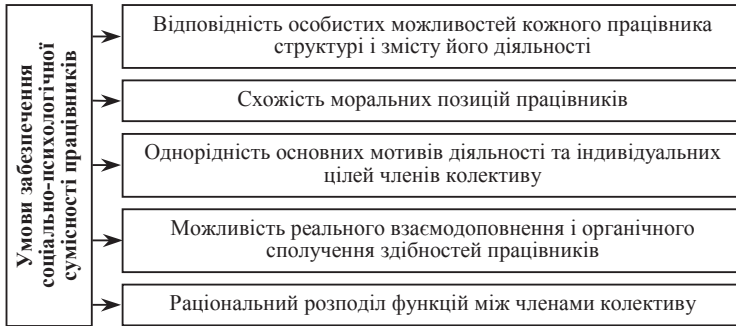 Умови забезпечення
соціально-психологічної
сумісності працівників
Відповідність особистих можливостей кожного працівника
структурі і змісту його діяльності
Схожість моральних позицій працівників
Однорідність основних мотивів діяльності та індивідуальних
цілей членів колективу
Можливість реального взаємодоповнення і органічного
сполучення здібностей працівників
Раціональний розподіл функцій між членами колективу